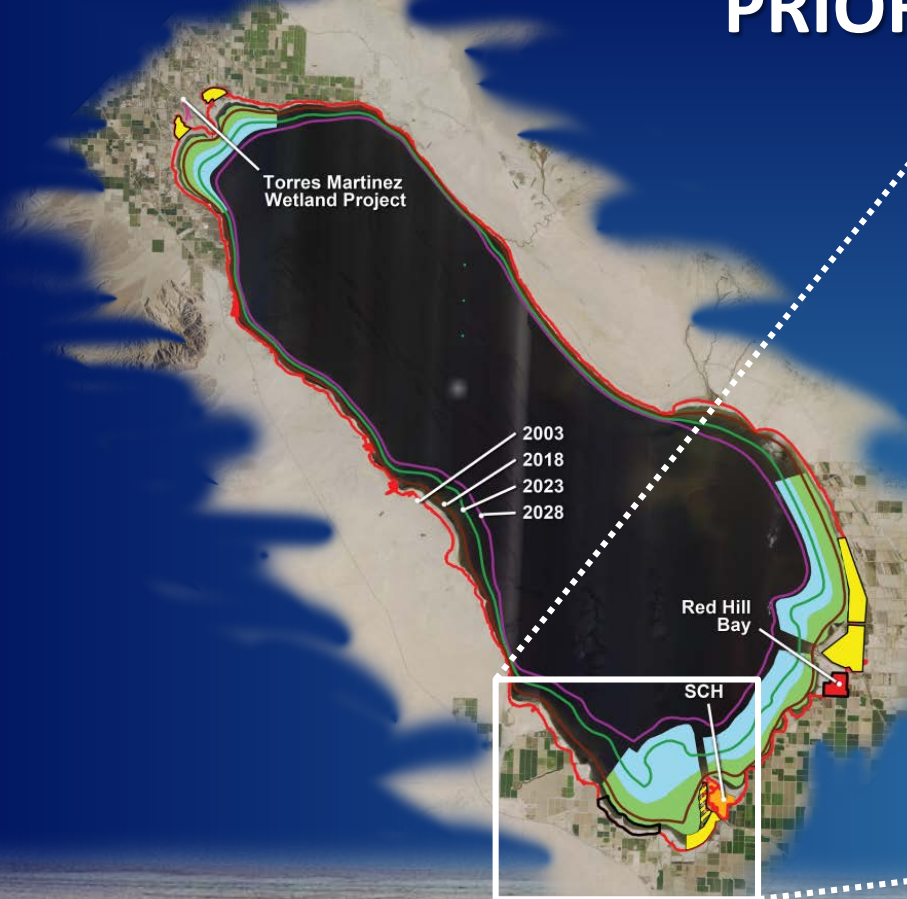 PRIOR
Torres Martinez
Wetland Project
2003
2018
2023
2028
Red Hill
Bay
SCH